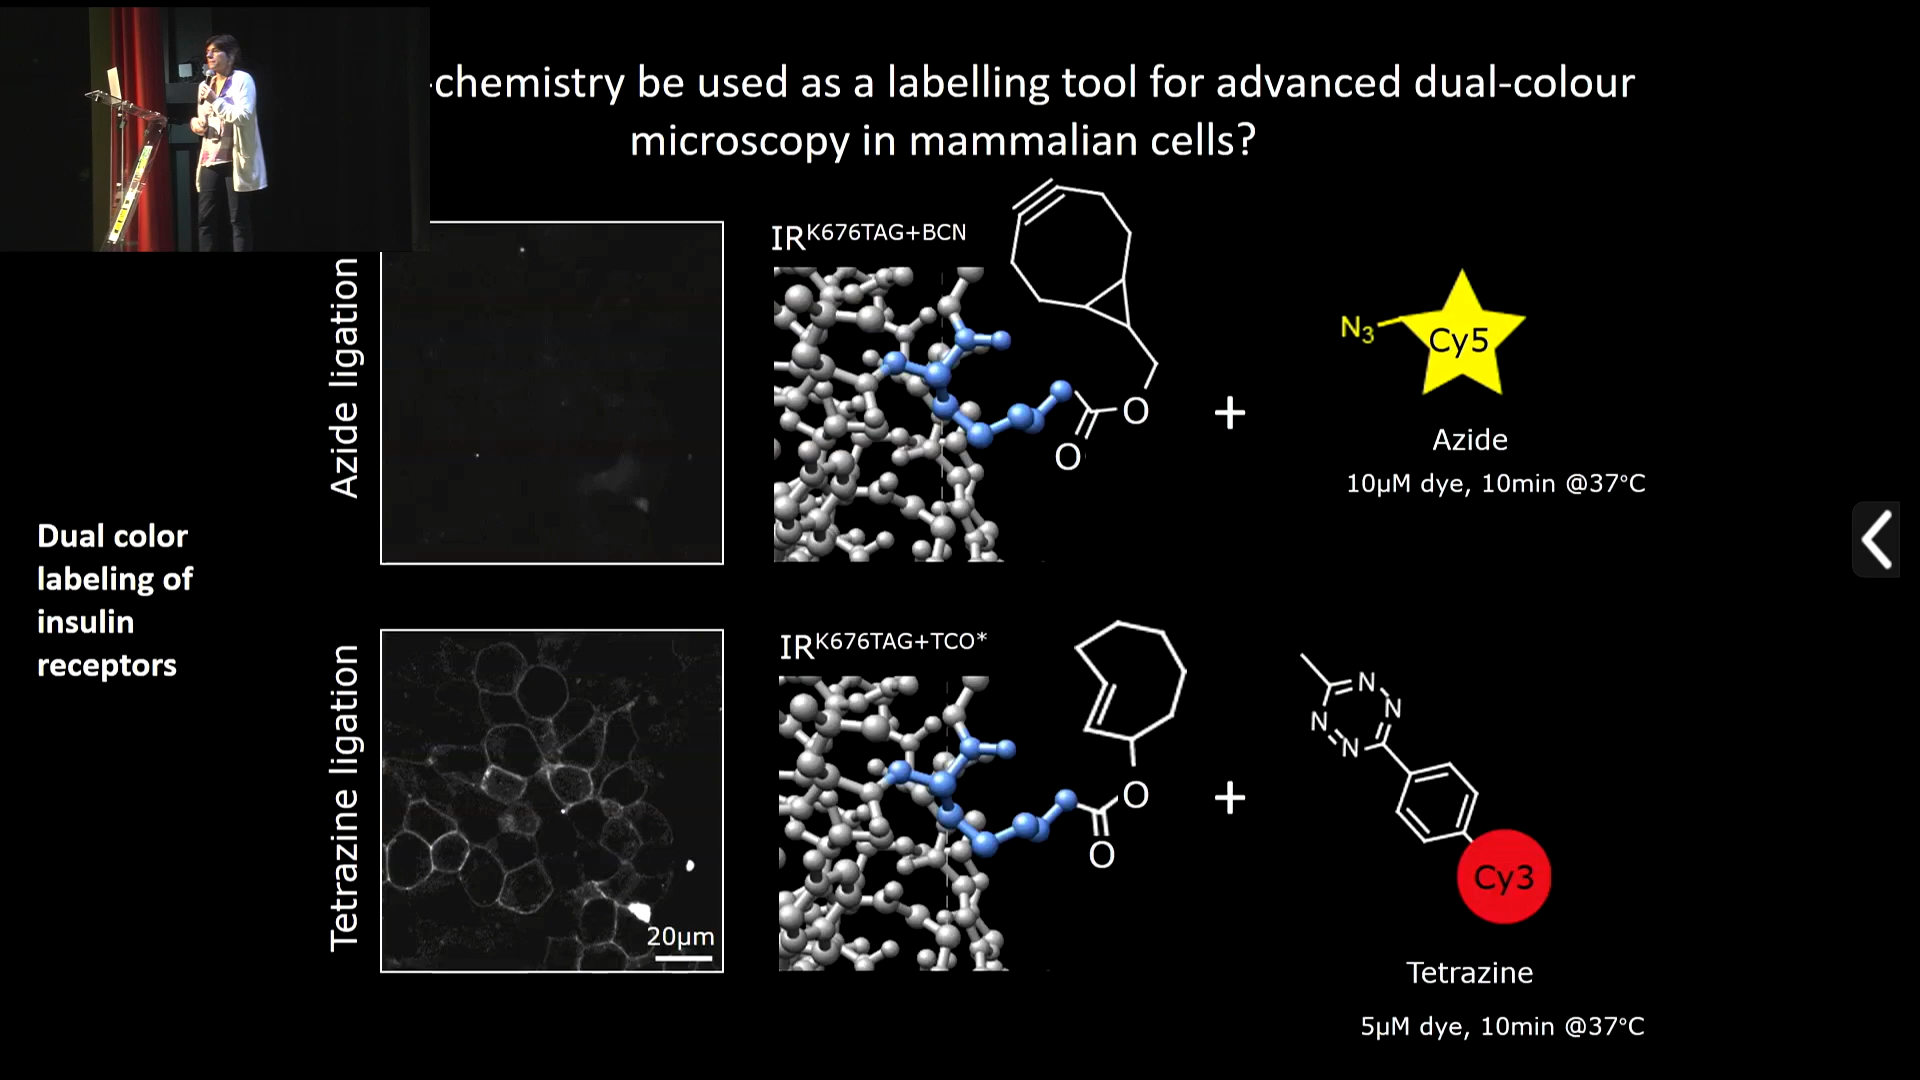 -chemistry be used as a labelling tool for advanced dual-colour
microscopy in mammalian cells?
Dual color
labeling of
insulin
receptors
Azide ligation
IRK676TAG+BCN
O
O
+
N3
Cy5
Azide
10µM dye, 10min @37°C
Tetrazine ligation
20µm
IRK676TAG+TCO*
O
O
+
N
N
N
N
Cy3
Tetrazine
5µM dye, 10min @37°C